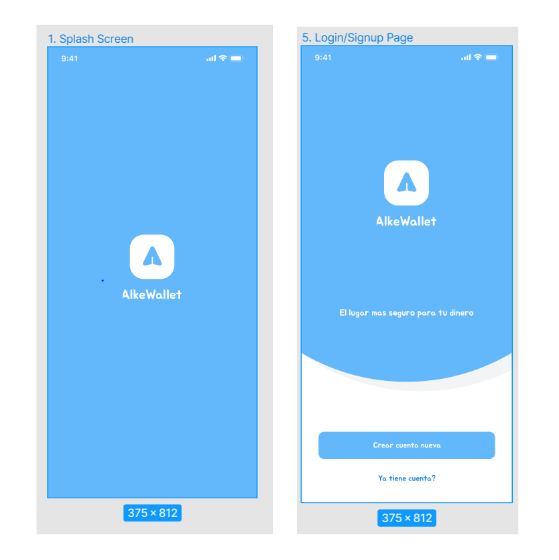 1. Splash Screen
9:41
AlkeWallet
375 × 812
5. Login/Signup Page
9:41
AlkeWallet
El lugar mas seguro para tu dinero
Crear cuenta nueva
Ya tiene cuenta?
375 × 812